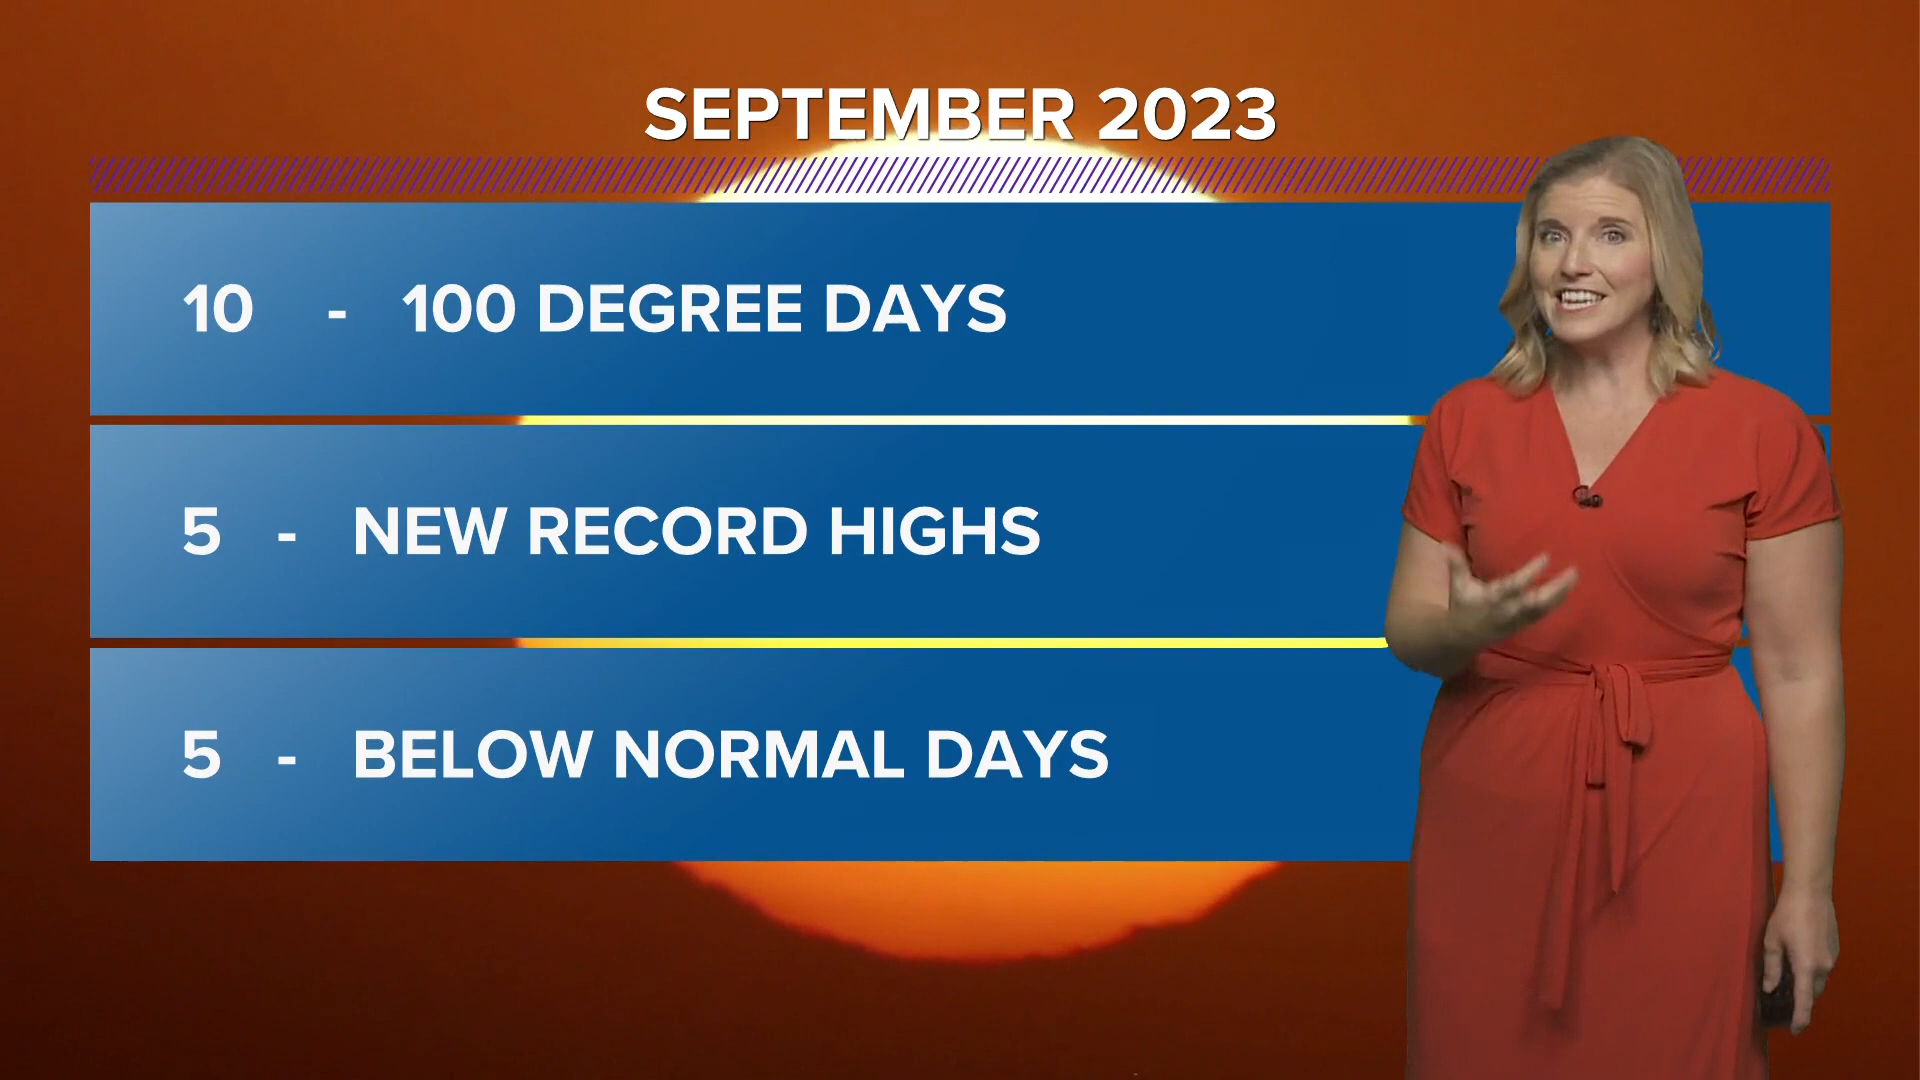 SEPTEMBER 2023
10 - 100 DEGREE DAYS
5 - NEW RECORD HIGHS
5 - BELOW NORMAL DAYS